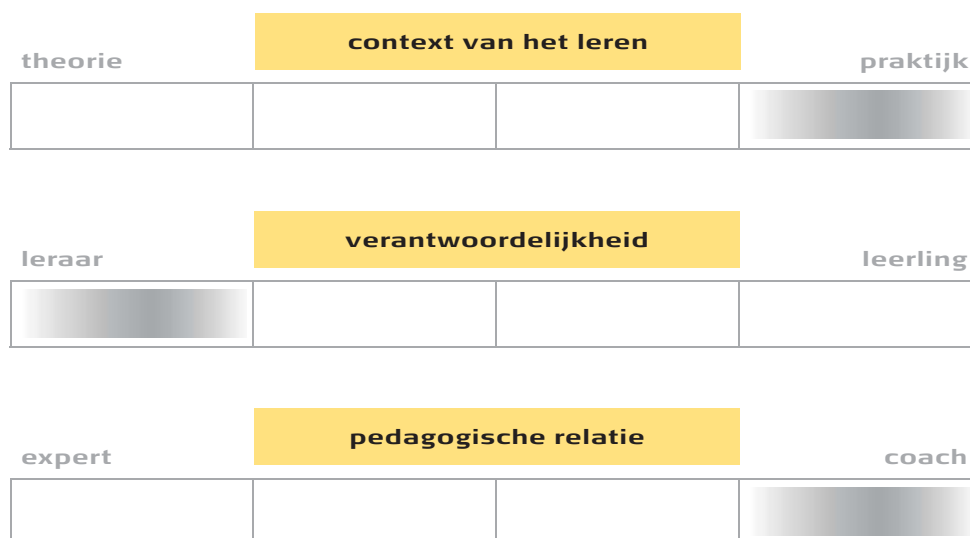 context van het leren
theorie
praktijk
verantwoordelijkheid
leraar
leerling
pedagogische relatie
expert
coach